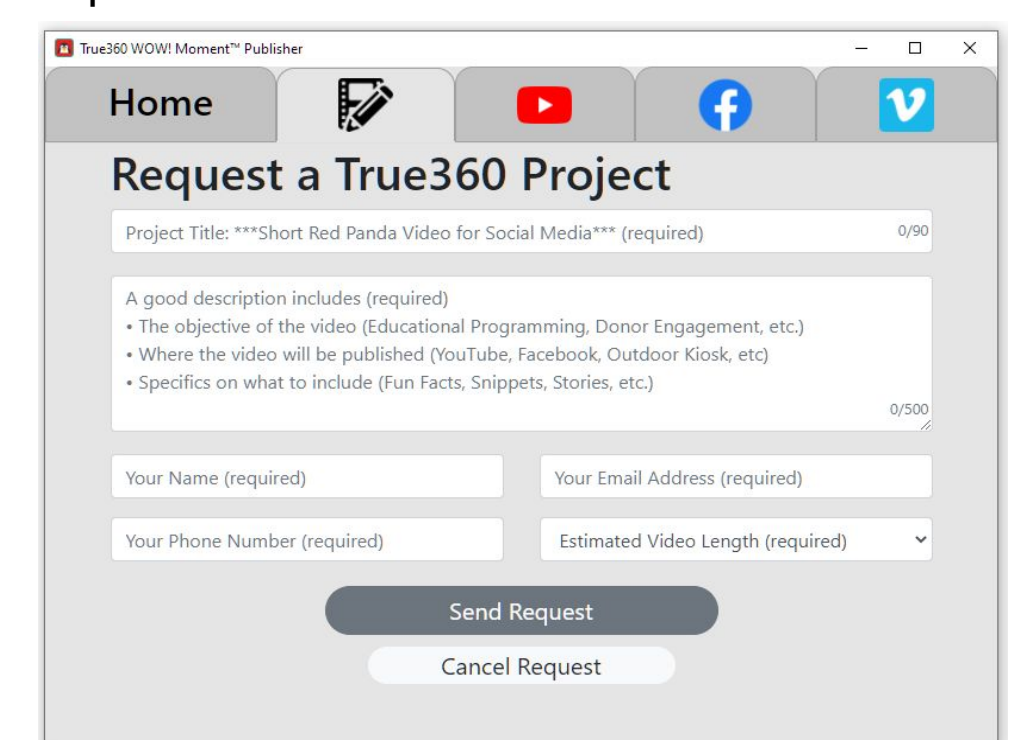 True360 WOW! Moment™ Publisher
Home
Request a True360 Project
Project Title: ***Short Red Panda Video for Social Media*** (required) 0/90
A good description includes (required)
• The objective of the video (Educational Programming, Donor Engagement, etc.)
• Where the video will be published (YouTube, Facebook, Outdoor Kiosk, etc)
• Specifics on what to include (Fun Facts, Snippets, Stories, etc.)
0/500
Your Name (required) Your Email Address (required)
Your Phone Number (required) Estimated Video Length (required)
Send Request
Cancel Request